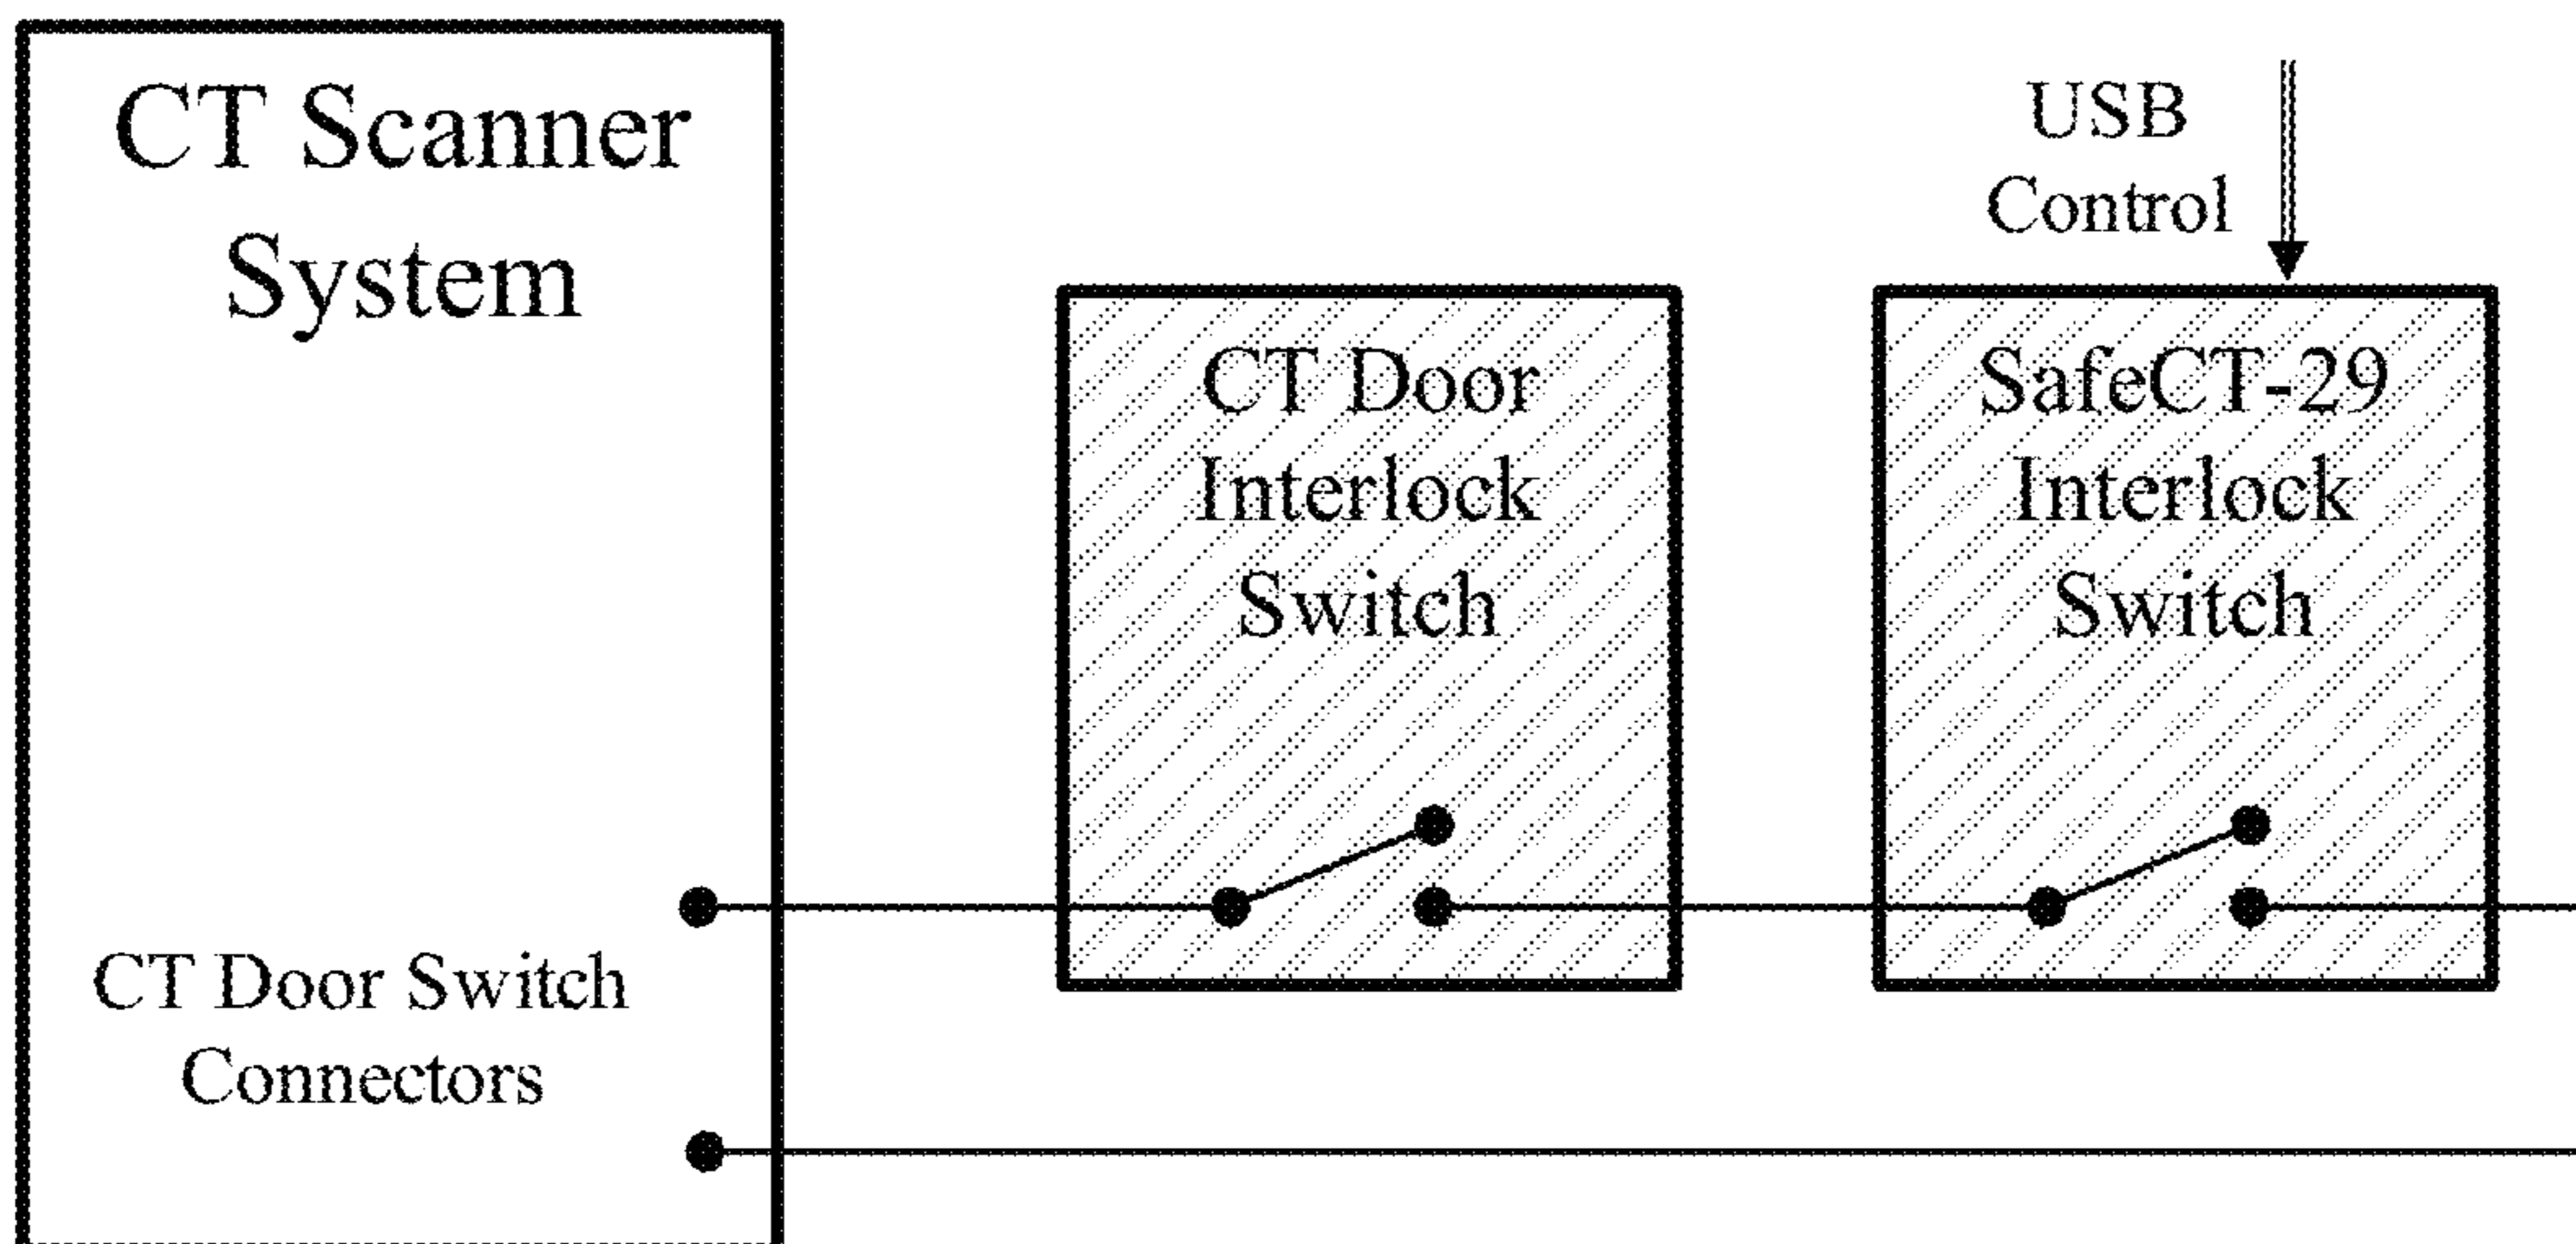 CT Scanner
System
USB
Control
CT Door
Interlock
Switch
SafeCT-29
Interlock
Switch
CT Door Switch
Connectors